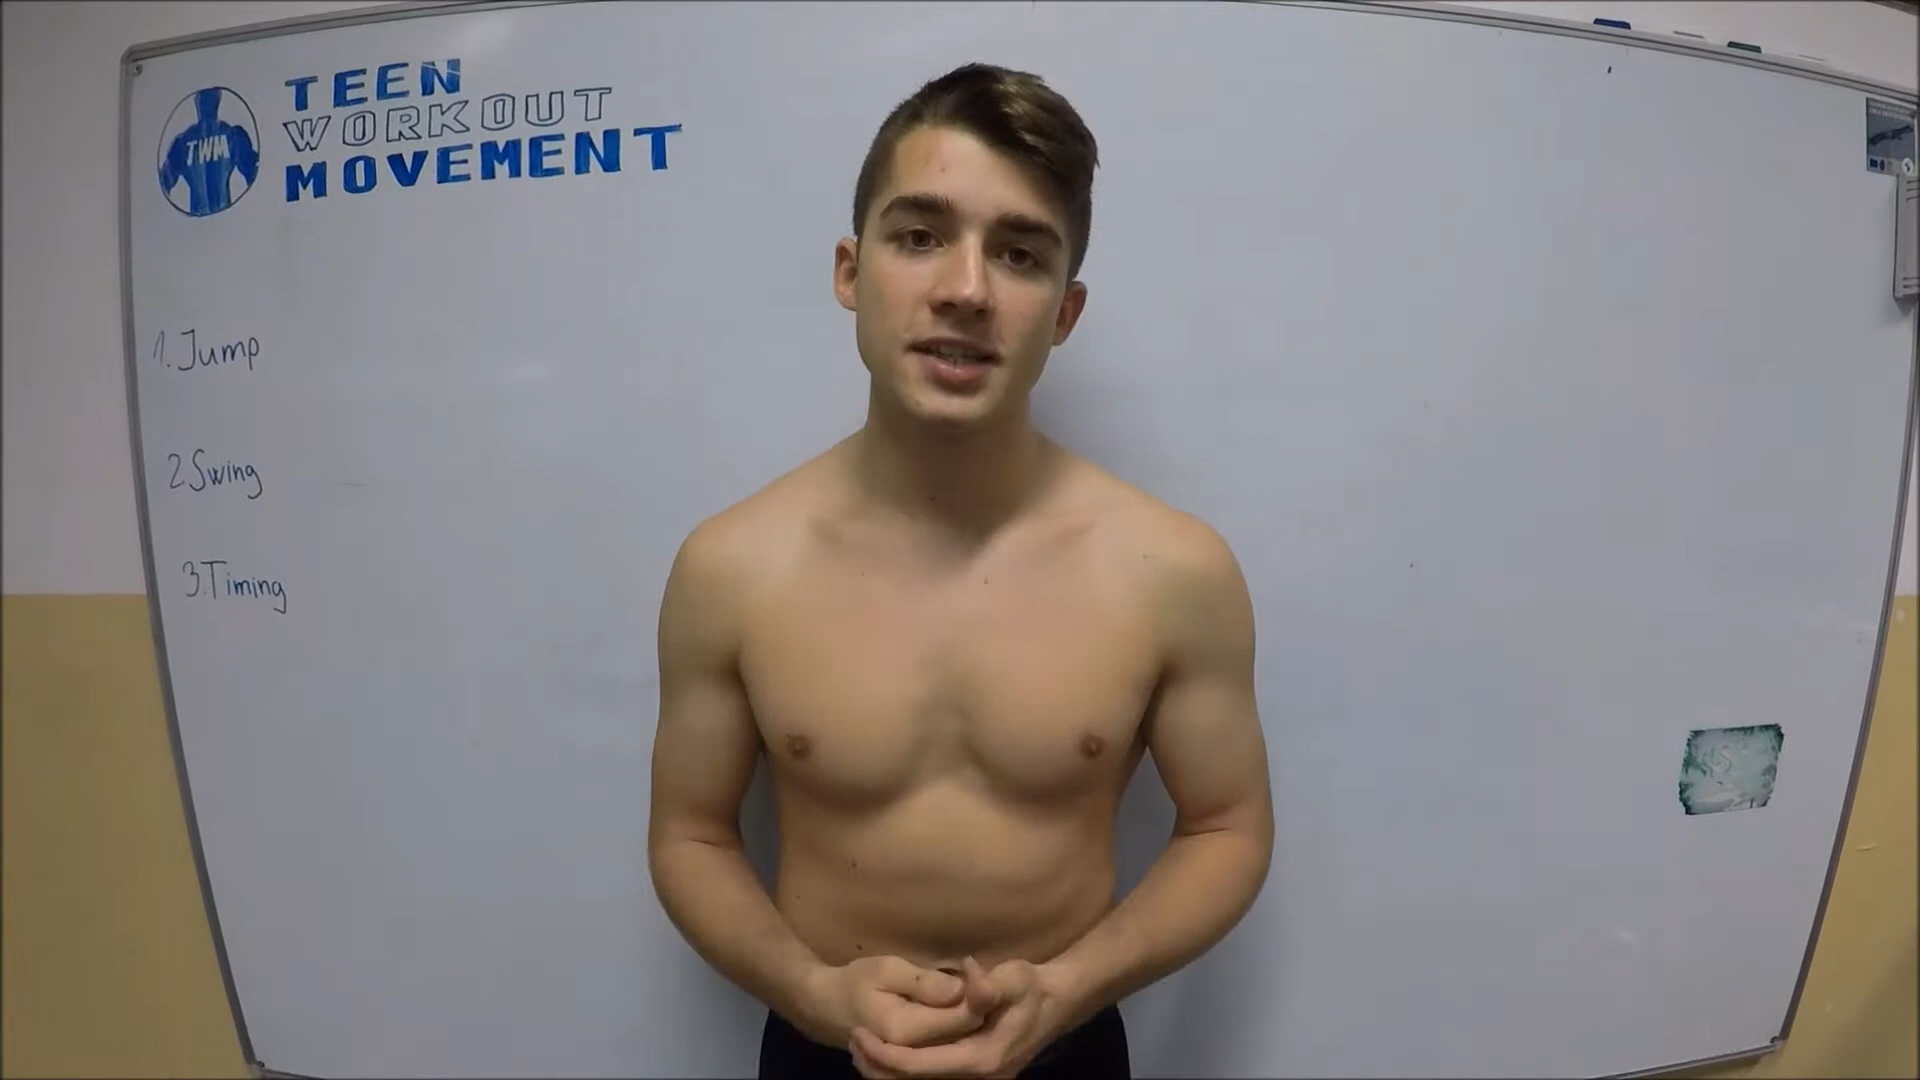 TWM
TEEN
WORKOUT
MOVEMENT
1. Jump
2. Swing
3. Timing